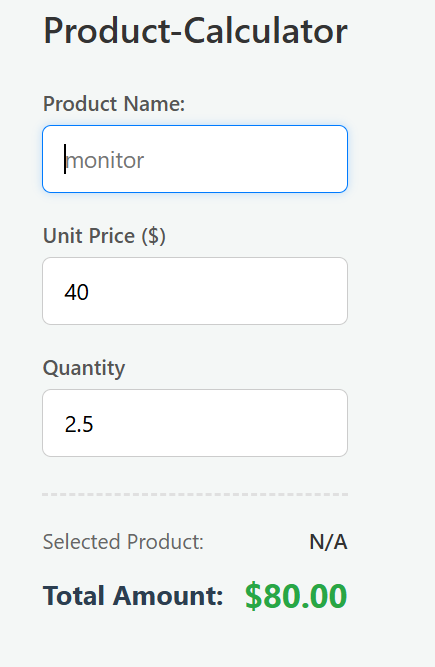 Product-Calculator
Product Name:
monitor
Unit Price ($)
40
Quantity
2.5
Selected Product: N/A
Total Amount: $80.00